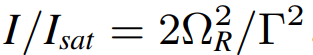 I/I_{sat} = 2Ω_R^2/Γ^2